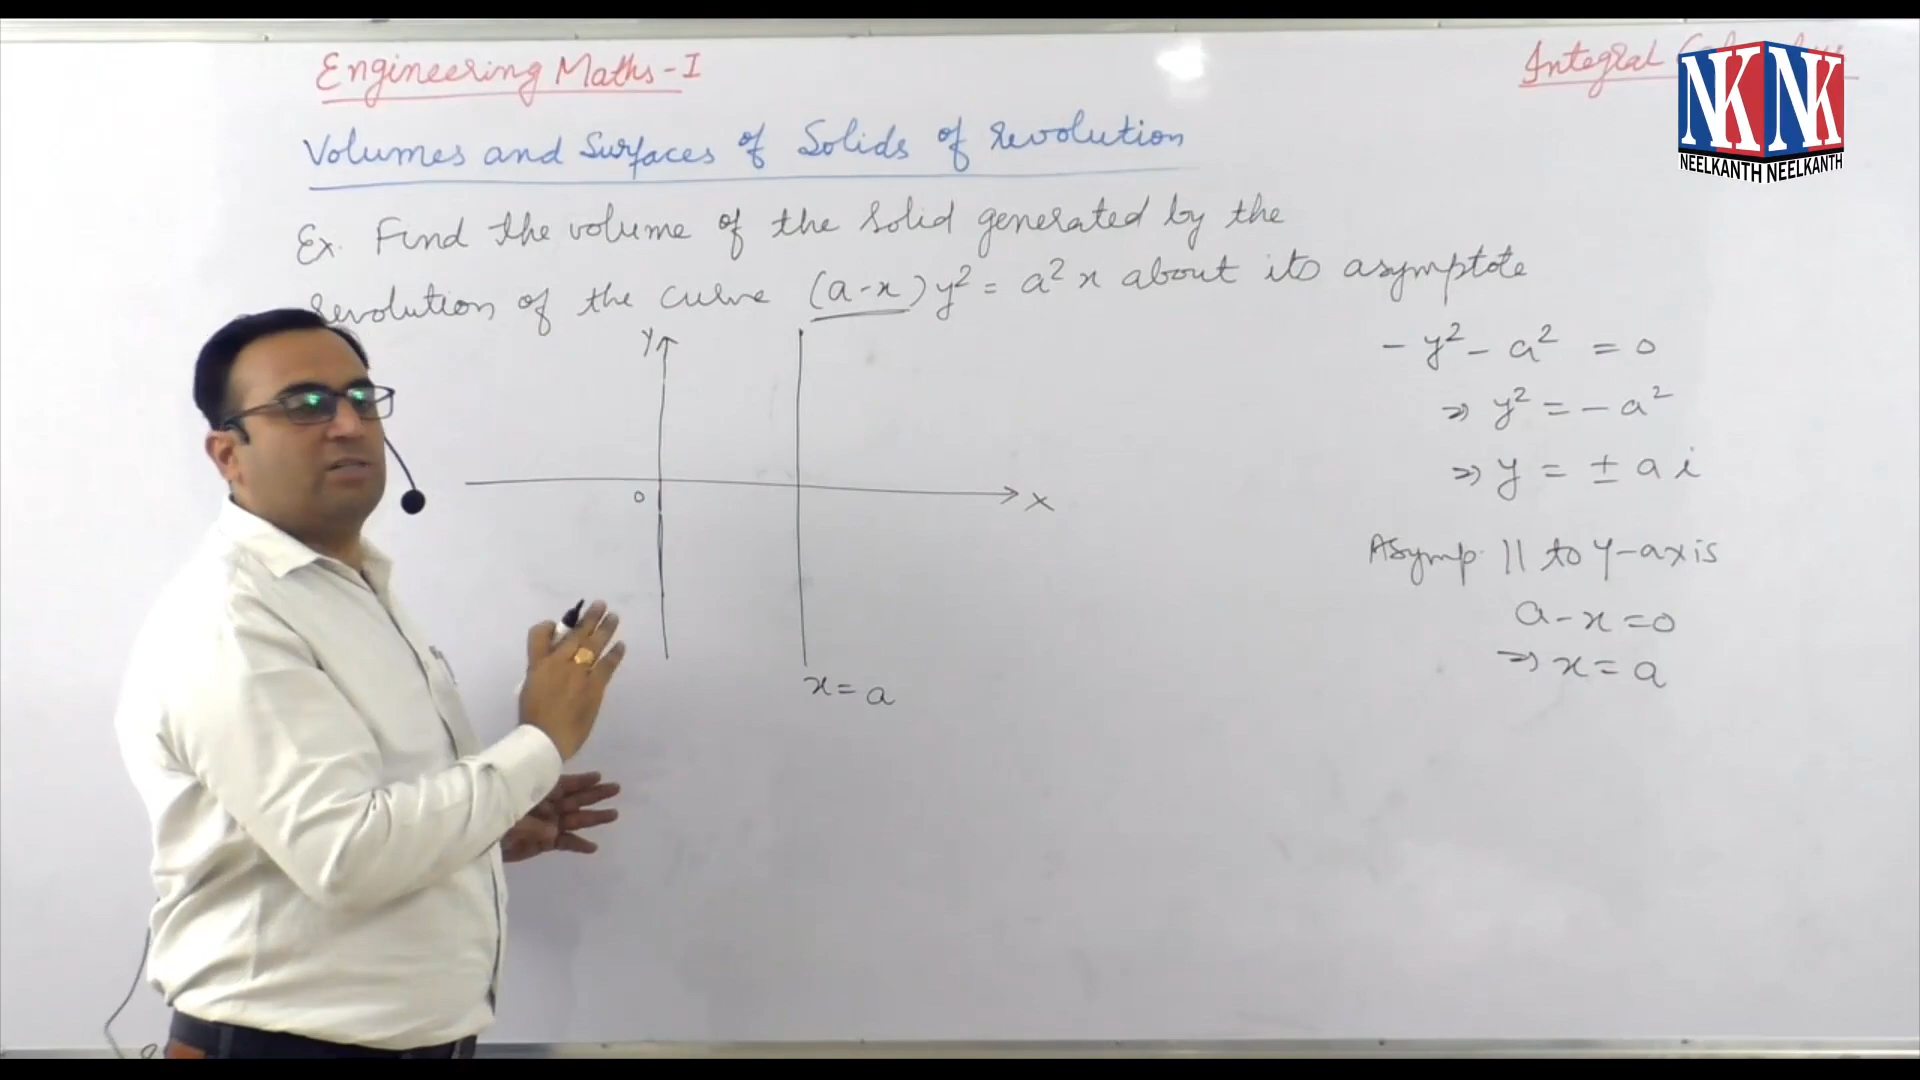 Engineering Maths-I
Integral
NK NK
NEELKANTH NEELKANTH
Volumes and Surfaces of Solids of revolution
Ex. Find the volume of the solid generated by the
revolution of the curve (a-x)y² = a²x about its asymptote
Y
O
X
x = a
- y² - a² = 0
⇒ y² = - a²
⇒ y = ± a i
Asymp. || to Y-axis
a - x = 0
⇒ x = a